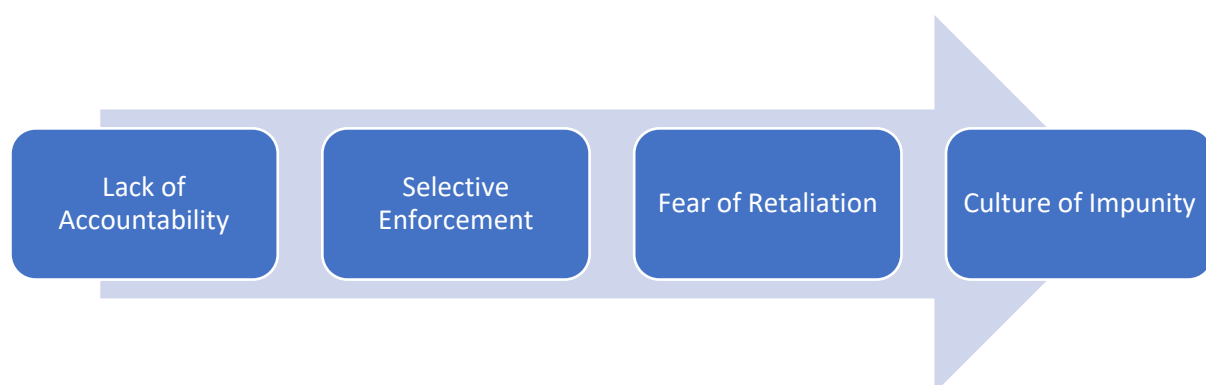 Lack of
Accountability
Selective
Enforcement
Fear of Retaliation
Culture of Impunity